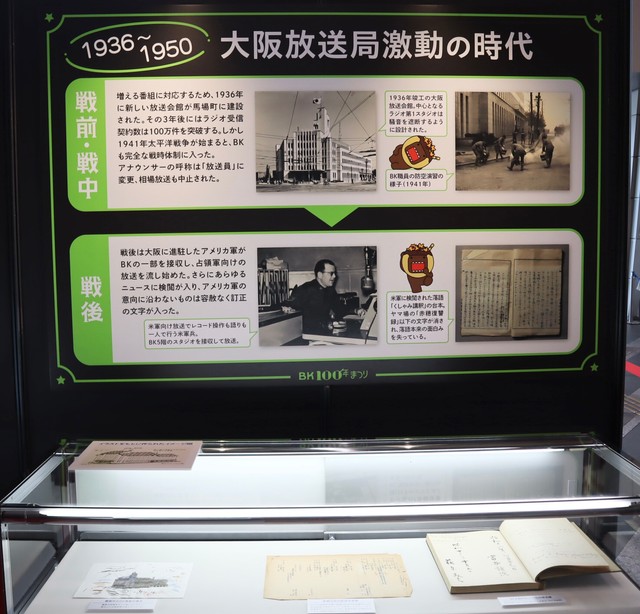 1936～1950
大阪放送局激動の時代
戦前・戦中
増える番組に対応するため、1936年
に新しい放送会館が馬場町に建設
された。その3年後にはラジオ受信
契約数は100万件を突破する。しかし
1941年太平洋戦争が始まると、BK
も完全な戦時体制に入った。
アナウンサーの呼称は「放送員」に
変更、相場放送も中止された。
1936年竣工の大阪
放送会館。中心となる
ラジオ第1スタジオは
騒音を遮断するよう
に設計された。
BK職員の防空演習の
様子(1941年)
戦後
戦後は大阪に進駐したアメリカ軍が
BKの一部を接収し、占領軍向けの
放送を流し始めた。さらにあらゆる
ニュースに検閲が入り、アメリカ軍の
意向に沿わないものは容赦なく訂正
の文字が入った。
米軍向け放送でレコード操作も語りも
一人で行う米軍兵。
BK5階のスタジオを接収して放送。
米軍に検閲された落語
「くしゃみ講釈」の台本。
ヤマ場の「赤穂復讐
録」以下の文字が消さ
れ、落語本来の面白み
を失っている。
BK100年まつり